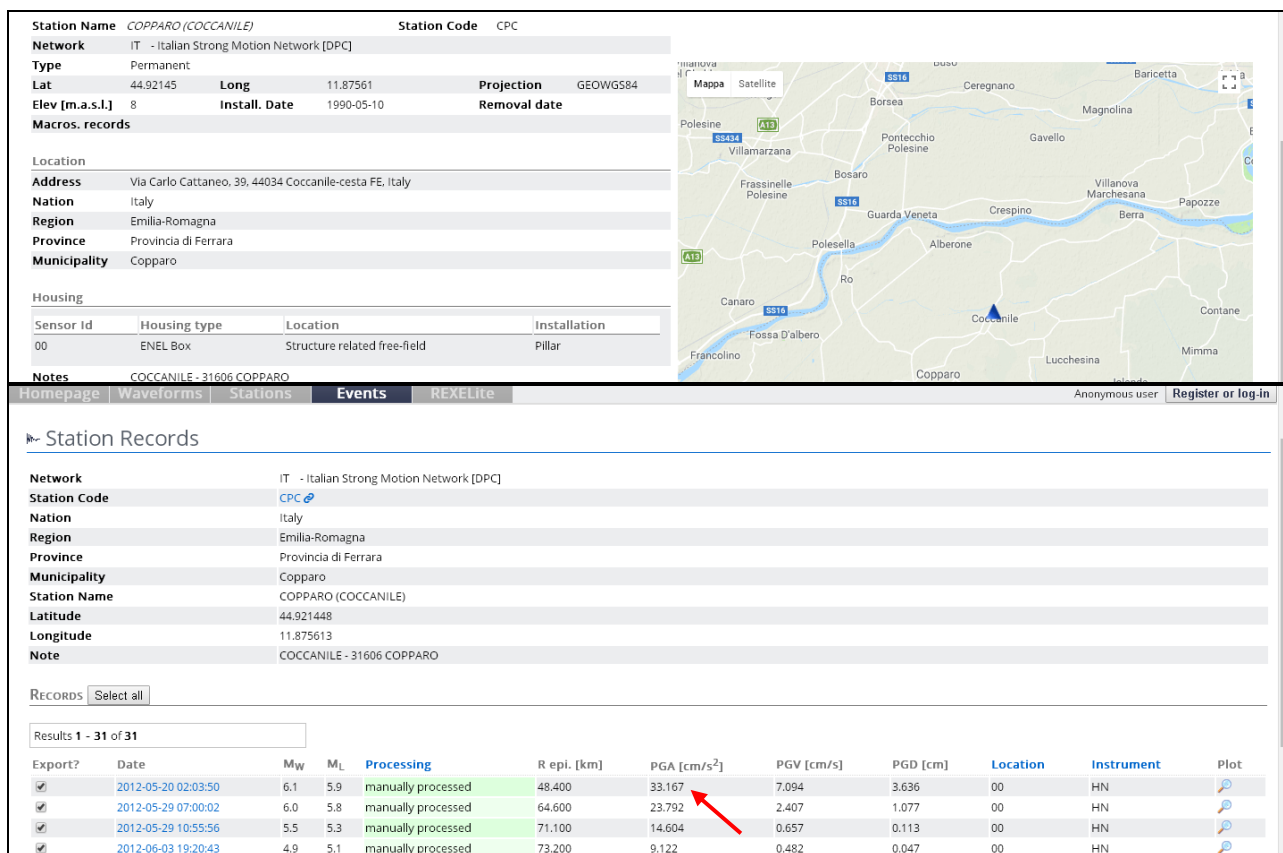 Station Name COPPARO (COCCANILE) Station Code CPC
Network IT - Italian Strong Motion Network [DPC]
Type Permanent
Lat 44.92145 Long 11.87561 Projection GEOWGS84
Elev [m.a.s.l.] 8 Install. Date 1990-05-10 Removal date
Macros. records
Location
Address Via Carlo Cattaneo, 39, 44034 Coccanile-cesta FE, Italy
Nation Italy
Region Emilia-Romagna
Province Provincia di Ferrara
Municipality Copparo
Housing
Sensor Id Housing type Location Installation
00 ENEL Box Structure related free-field Pillar
Notes COCCANILE - 31606 COPPARO
Mappa Satellite
SS16
Ceregnano
Baricetta
Borsea
Magnolina
Polesine
A13
SS434
Villamarzana
Pontecchio
Polesine
Gavello
Bosaro
Frassinelle
Polesine
Villanova
Marchesana
SS16
Guarda Veneta
Crespino
Berra
Papozze
Polesella
Alberone
A13
Ro
Canaro
SS16
Coccanile
Contane
Fossa D'albero
Francolino
Lucchesina
Mimma
Copparo
Homepage Waveforms Stations Events REXELite Anonymous user Register or log-in
Station Records
Network IT - Italian Strong Motion Network [DPC]
Station Code CPC
Nation Italy
Region Emilia-Romagna
Province Provincia di Ferrara
Municipality Copparo
Station Name COPPARO (COCCANILE)
Latitude 44.921448
Longitude 11.875613
Note COCCANILE - 31606 COPPARO
RECORDS Select all
Results 1 - 31 of 31
Export? Date MW ML Processing R epi. [km] PGA [cm/s²] PGV [cm/s] PGD [cm] Location Instrument Plot
2012-05-20 02:03:50 6.1 5.9 manually processed 48.400 33.167 7.094 3.636 00 HN
2012-05-29 07:00:02 6.0 5.8 manually processed 64.600 23.792 2.407 1.077 00 HN
2012-05-29 10:55:56 5.5 5.3 manually processed 71.100 14.604 0.657 0.113 00 HN
2012-06-03 19:20:43 4.9 5.1 manually processed 73.200 9.122 0.482 0.047 00 HN